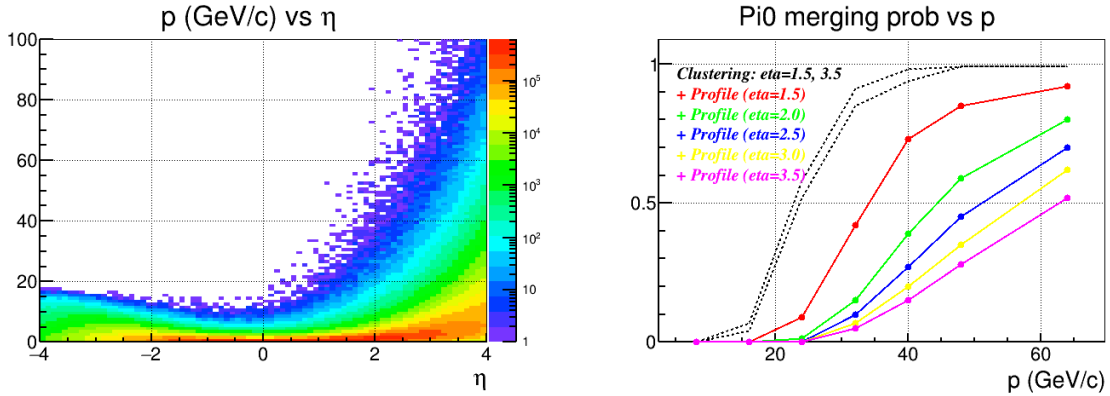 p (GeV/c) vs η
100
80
60
40
20
0
−4
−2
0
2
4
η
10⁵
10⁴
10³
10²
10
1
Pi0 merging prob vs p
1
0.5
0
Clustering: eta=1.5, 3.5
+ Profile (eta=1.5)
+ Profile (eta=2.0)
+ Profile (eta=2.5)
+ Profile (eta=3.0)
+ Profile (eta=3.5)
20
40
60
p (GeV/c)